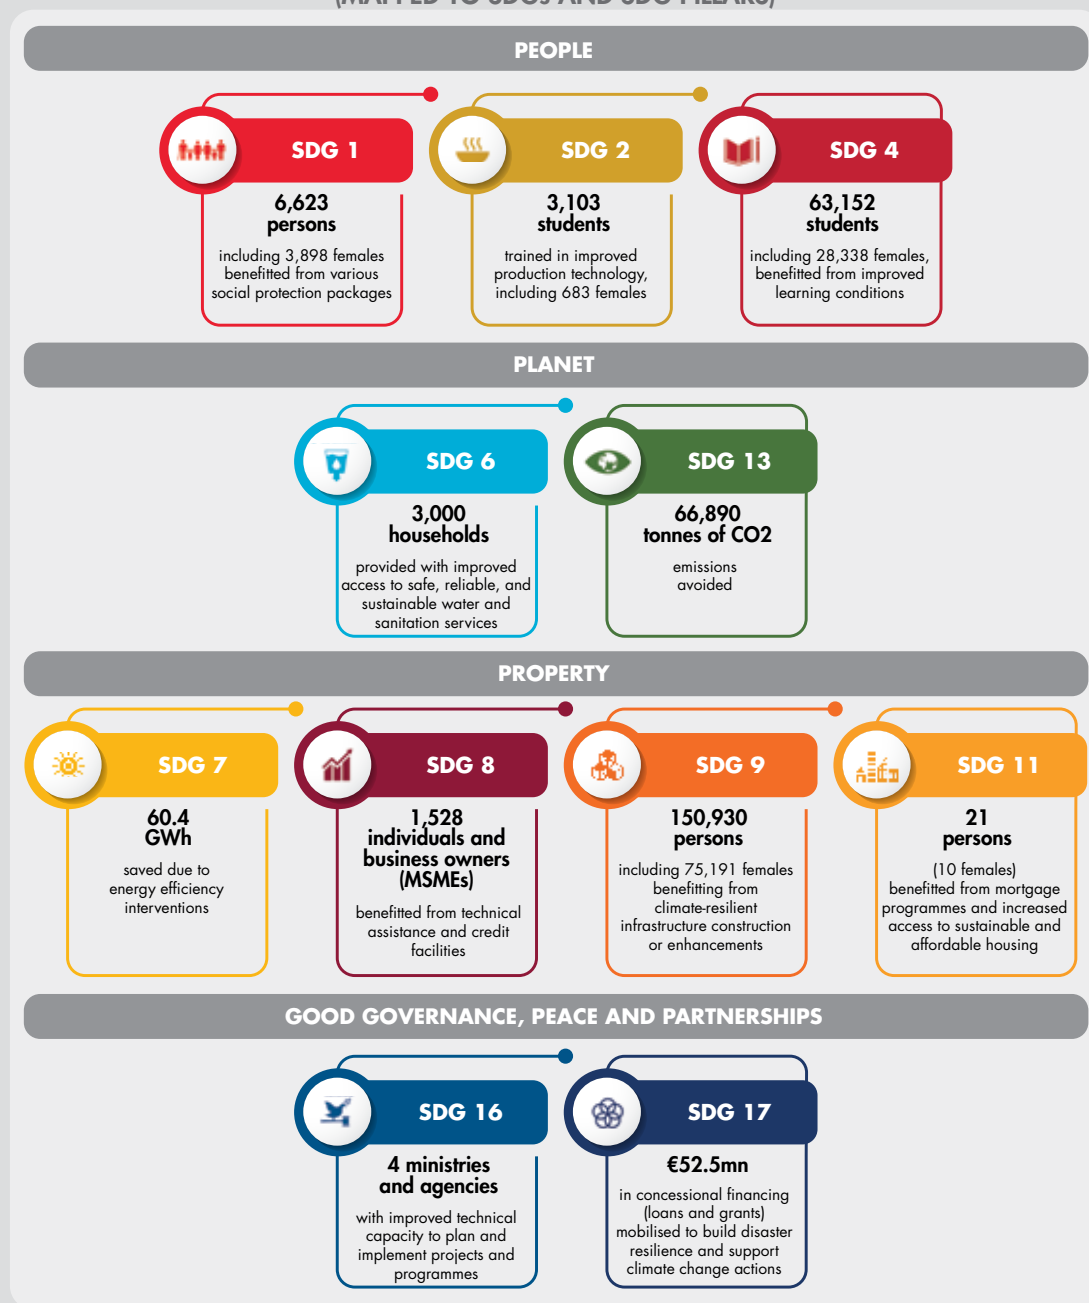 (MAPPED TO SDGs AND SDG PILLARS)
PEOPLE
SDG 1
6,623
persons
including 3,898 females
benefitted from various
social protection packages
SDG 2
3,103
students
trained in improved
production technology,
including 683 females
SDG 4
63,152
students
including 28,338 females,
benefitted from improved
learning conditions
PLANET
SDG 6
3,000
households
provided with improved
access to safe, reliable, and
sustainable water and
sanitation services
SDG 13
66,890
tonnes of CO2
emissions
avoided
PROPERTY
SDG 7
60.4
GWh
saved due to
energy efficiency
interventions
SDG 8
1,528
individuals and
business owners
(MSMEs)
benefitted from technical
assistance and credit
facilities
SDG 9
150,930
persons
including 75,191 females
benefitting from
climate-resilient
infrastructure construction
or enhancements
SDG 11
21
persons
(10 females)
benefitted from mortgage
programmes and increased
access to sustainable and
affordable housing
GOOD GOVERNANCE, PEACE AND PARTNERSHIPS
SDG 16
4 ministries
and agencies
with improved technical
capacity to plan and
implement projects and
programmes
SDG 17
€52.5mn
in concessional financing
(loans and grants)
mobilised to build disaster
resilience and support
climate change actions